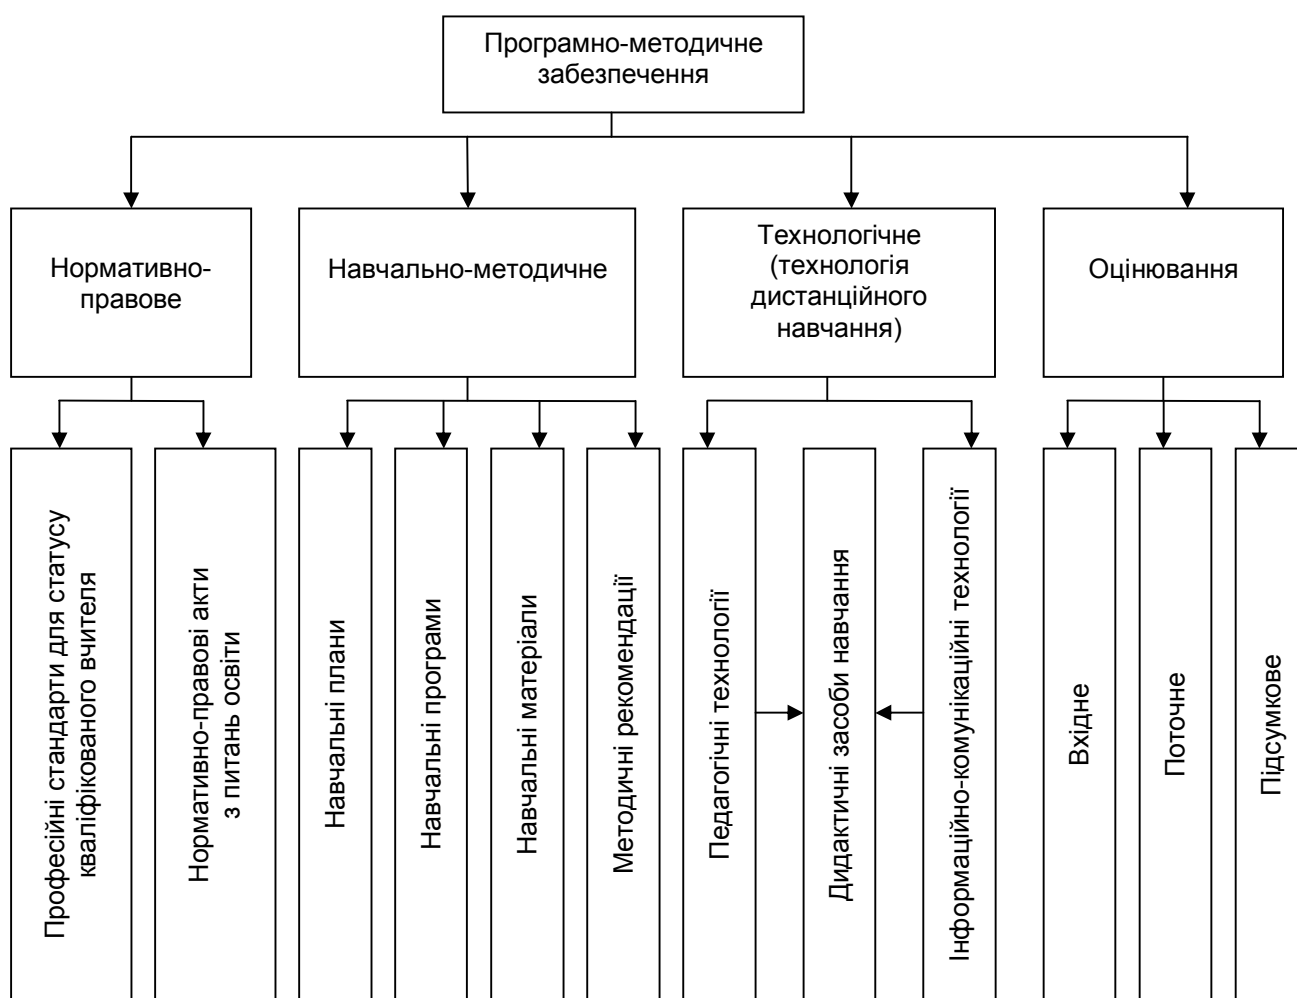 Програмно-методичне
забезпечення
Нормативно-
правове
Навчально-методичне
Технологічне
(технологія
дистанційного
навчання)
Оцінювання
Професійні стандарти для статусу
кваліфікованого вчителя
Нормативно-правові акти
з питань освіти
Навчальні плани
Навчальні програми
Навчальні матеріали
Методичні рекомендації
Педагогічні технології
Дидактичні засоби навчання
Інформаційно-комунікаційні технології
Вхідне
Поточне
Підсумкове